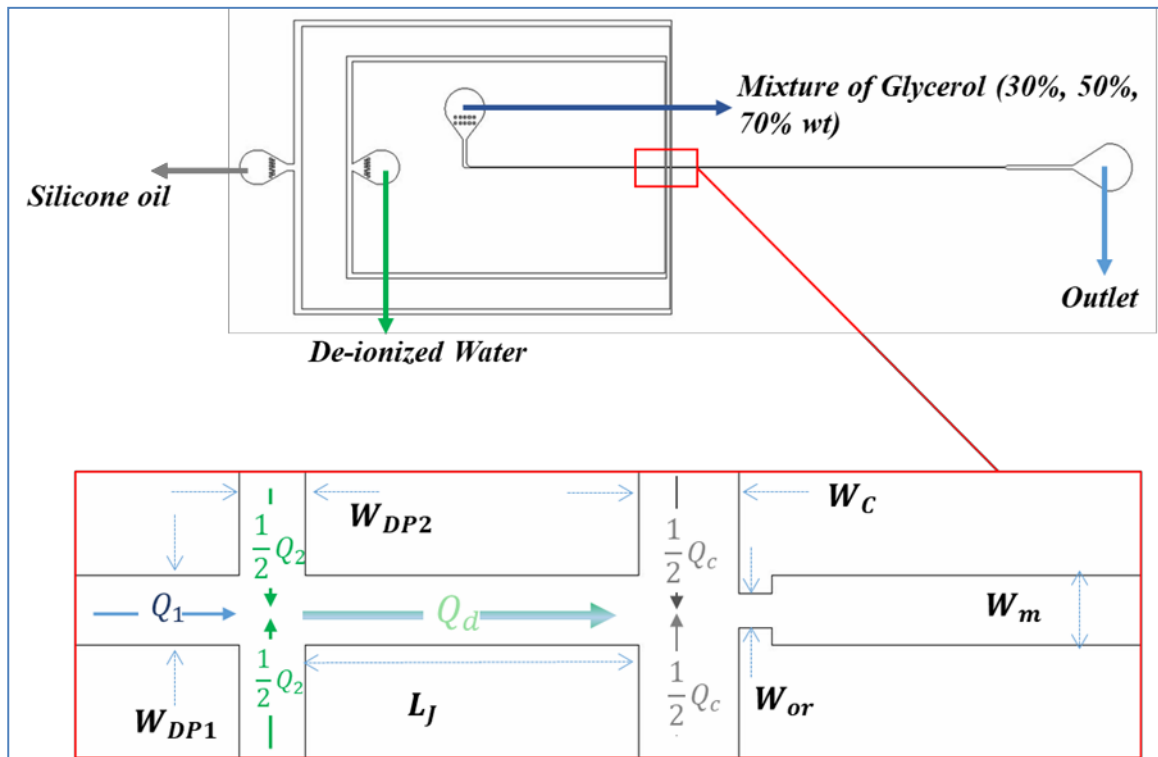 Mixture of Glycerol (30%, 50%,
70% wt)
Silicone oil
De-ionized Water
Outlet
1/2 Q_2
W_DP2
1/2 Q_c
W_C
Q_1
Q_d
W_m
1/2 Q_2
W_DP1
L_J
1/2 Q_c
W_or